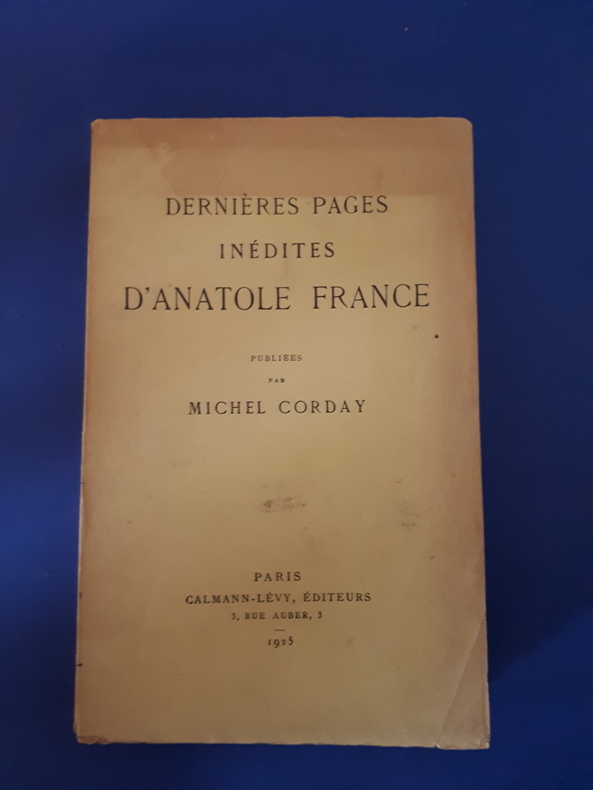 DERNIÈRES PAGES
INÉDITES
D'ANATOLE FRANCE
PUBLIÉES
PAR
MICHEL CORDAY
PARIS
CALMANN-LÉVY, ÉDITEURS
3, RUE AUBER, 3
1925